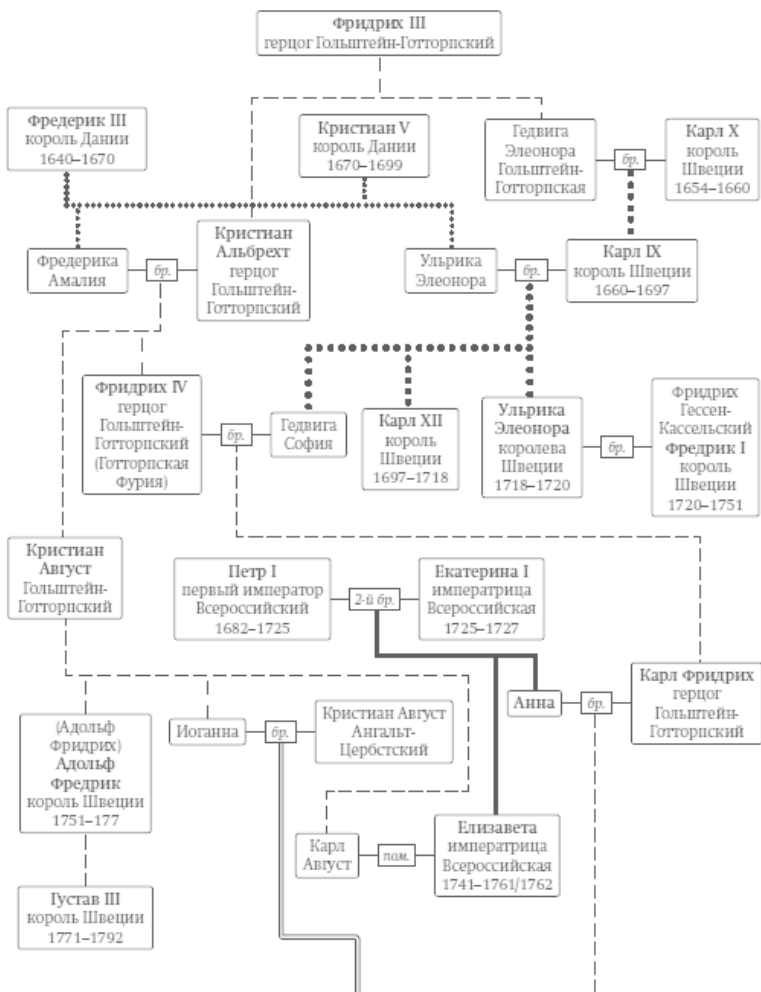 Фридрих III
герцог Гольштейн-Готторпский
Фредерик III
король Дании
1640–1670
Кристиан V
король Дании
1670–1699
Гедвига
Элеонора
Гольштейн-
Готторпская
бр.
Карл X
король
Швеции
1654–1660
Фредерика
Амалия
бр.
Кристиан
Альбрехт
герцог
Гольштейн-
Готторпский
Ульрика
Элеонора
бр.
Карл IX
король Швеции
1660–1697
Фридрих IV
герцог
Гольштейн-
Готторпский
(Готторпская
Фурия)
бр.
Гедвига
София
Карл XII
король
Швеции
1697–1718
Ульрика
Элеонора
королева
Швеции
1718–1720
бр.
Фридрих
Гессен-
Кассельский
Фредрик I
король
Швеции
1720–1751
Кристиан
Август
Гольштейн-
Готторпский
Петр I
первый император
Всероссийский
1682–1725
2-й бр.
Екатерина I
императрица
Всероссийская
1725–1727
(Адольф
Фридрих)
Адольф
Фредрик
король Швеции
1751–177
Иоганна
бр.
Кристиан Август
Ангальт-
Цербстский
Анна
бр.
Карл Фридрих
герцог
Гольштейн-
Готторпский
Карл
Август
пом.
Елизавета
императрица
Всероссийская
1741–1761/1762
Густав III
король Швеции
1771–1792